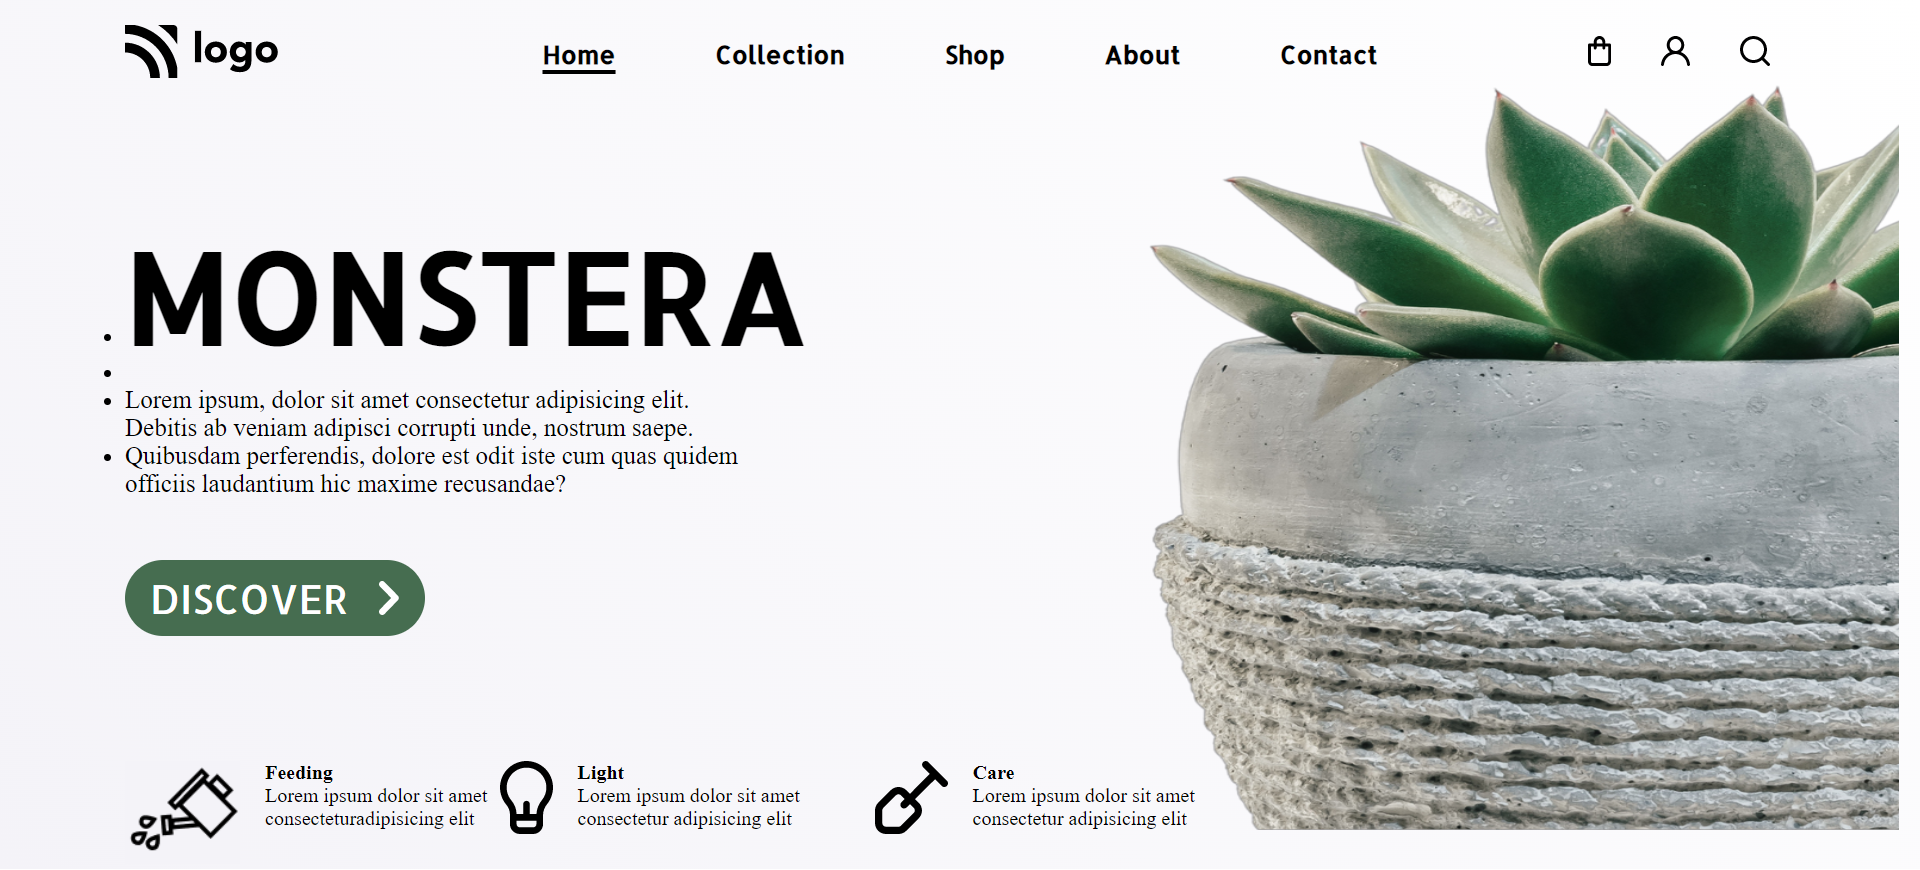 logo
Home Collection Shop About Contact
MONSTERA
Lorem ipsum, dolor sit amet consectetur adipisicing elit.
Debitis ab veniam adipisci corrupti unde, nostrum saepe.
Quibusdam perferendis, dolore est odit iste cum quas quidem
officiis laudantium hic maxime recusandae?
DISCOVER
Feeding
Lorem ipsum dolor sit amet
consecteturadipisicing elit
Light
Lorem ipsum dolor sit amet
consectetur adipisicing elit
Care
Lorem ipsum dolor sit amet
consectetur adipisicing elit